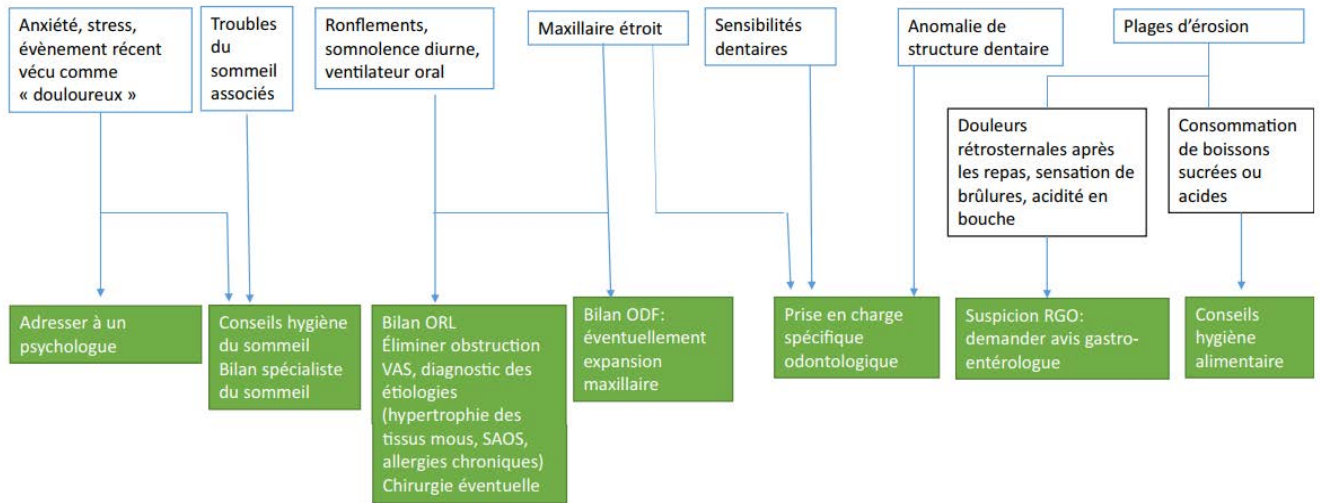 Anxiété, stress,
évènement récent
vécu comme
« douloureux »
Troubles
du
sommeil
associés
Ronflements,
somnolence diurne,
ventilateur oral
Maxillaire étroit
Sensibilités
dentaires
Anomalie de
structure dentaire
Plages d’érosion
Douleurs
rétrosternales après
les repas, sensation de
brûlures, acidité en
bouche
Consommation
de boissons
sucrées ou
acides
Adresser à un
psychologue
Conseils hygiène
du sommeil
Bilan spécialiste
du sommeil
Bilan ORL
Éliminer obstruction
VAS, diagnostic des
étiologies
(hypertrophie des
tissus mous, SAOS,
allergies chroniques)
Chirurgie éventuelle
Bilan ODF:
éventuellement
expansion
maxillaire
Prise en charge
spécifique
odontologique
Suspicion RGO:
demander avis gastro-
entérologue
Conseils
hygiène
alimentaire